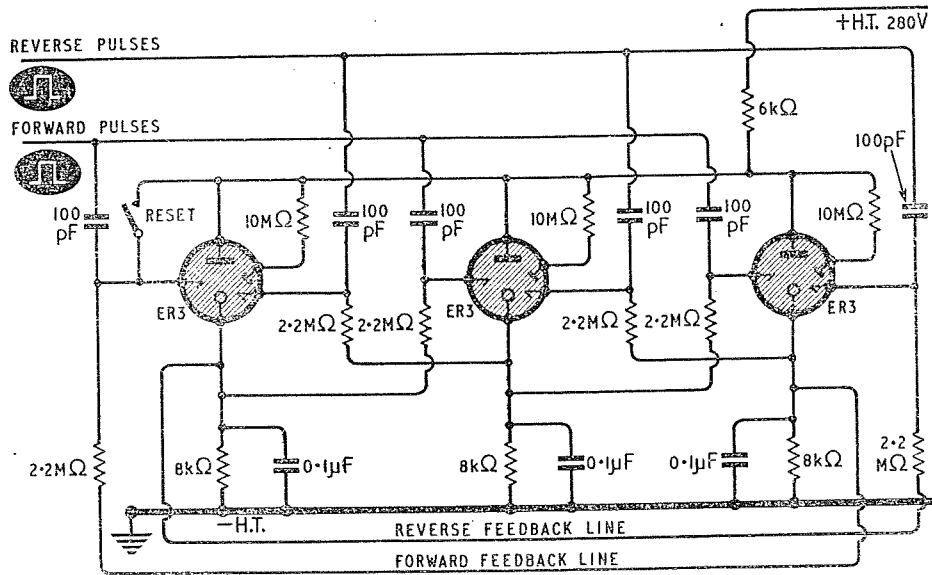 +H.T. 280V
REVERSE PULSES
6kΩ
FORWARD PULSES
100pF
100
pF
RESET
10MΩ
100
pF
100
pF
10MΩ
100
pF
100
pF
10MΩ
ER3
2·2MΩ
2·2MΩ
ER3
2·2MΩ
2·2MΩ
ER3
2·2MΩ
8kΩ
0·1µF
8kΩ
0·1µF
0·1µF
8kΩ
2·2
MΩ
—H.T.
REVERSE FEEDBACK LINE
FORWARD FEEDBACK LINE